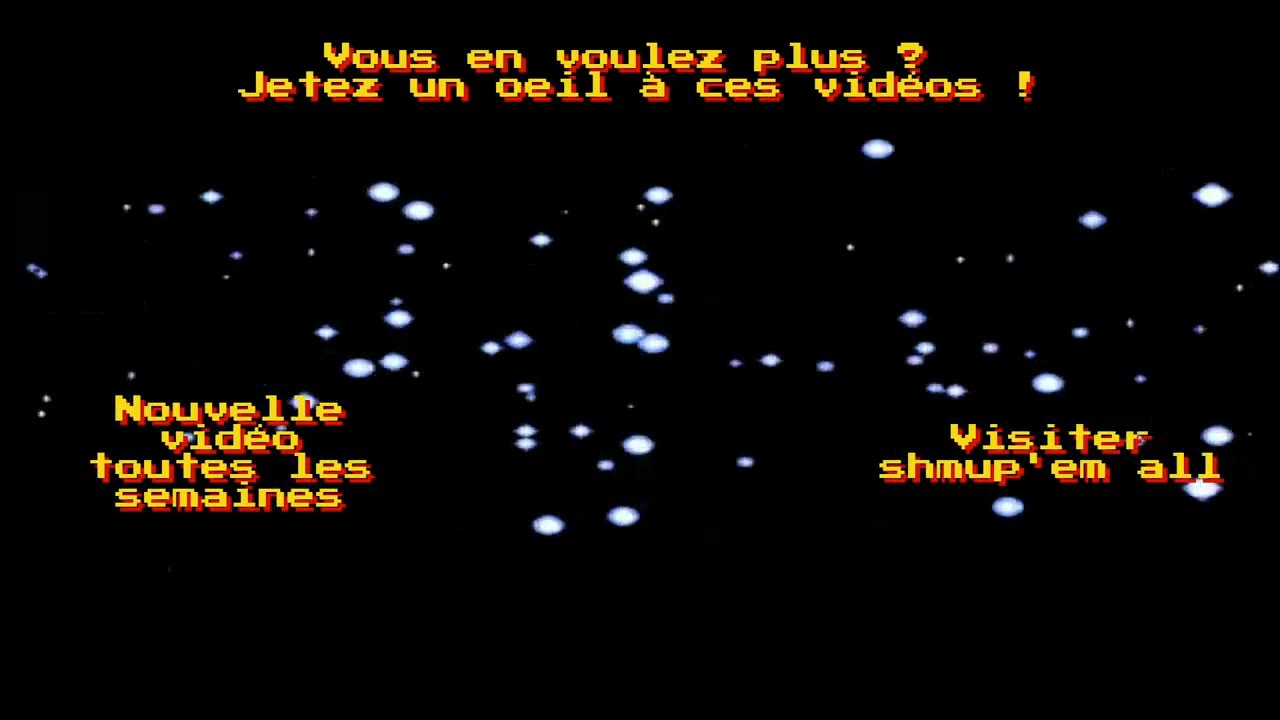 Vous en voulez plus ?
Jetez un oeil à ces vidéos !
Nouvelle
vidéo
toutes les
semaines
Visiter
shmup'em all